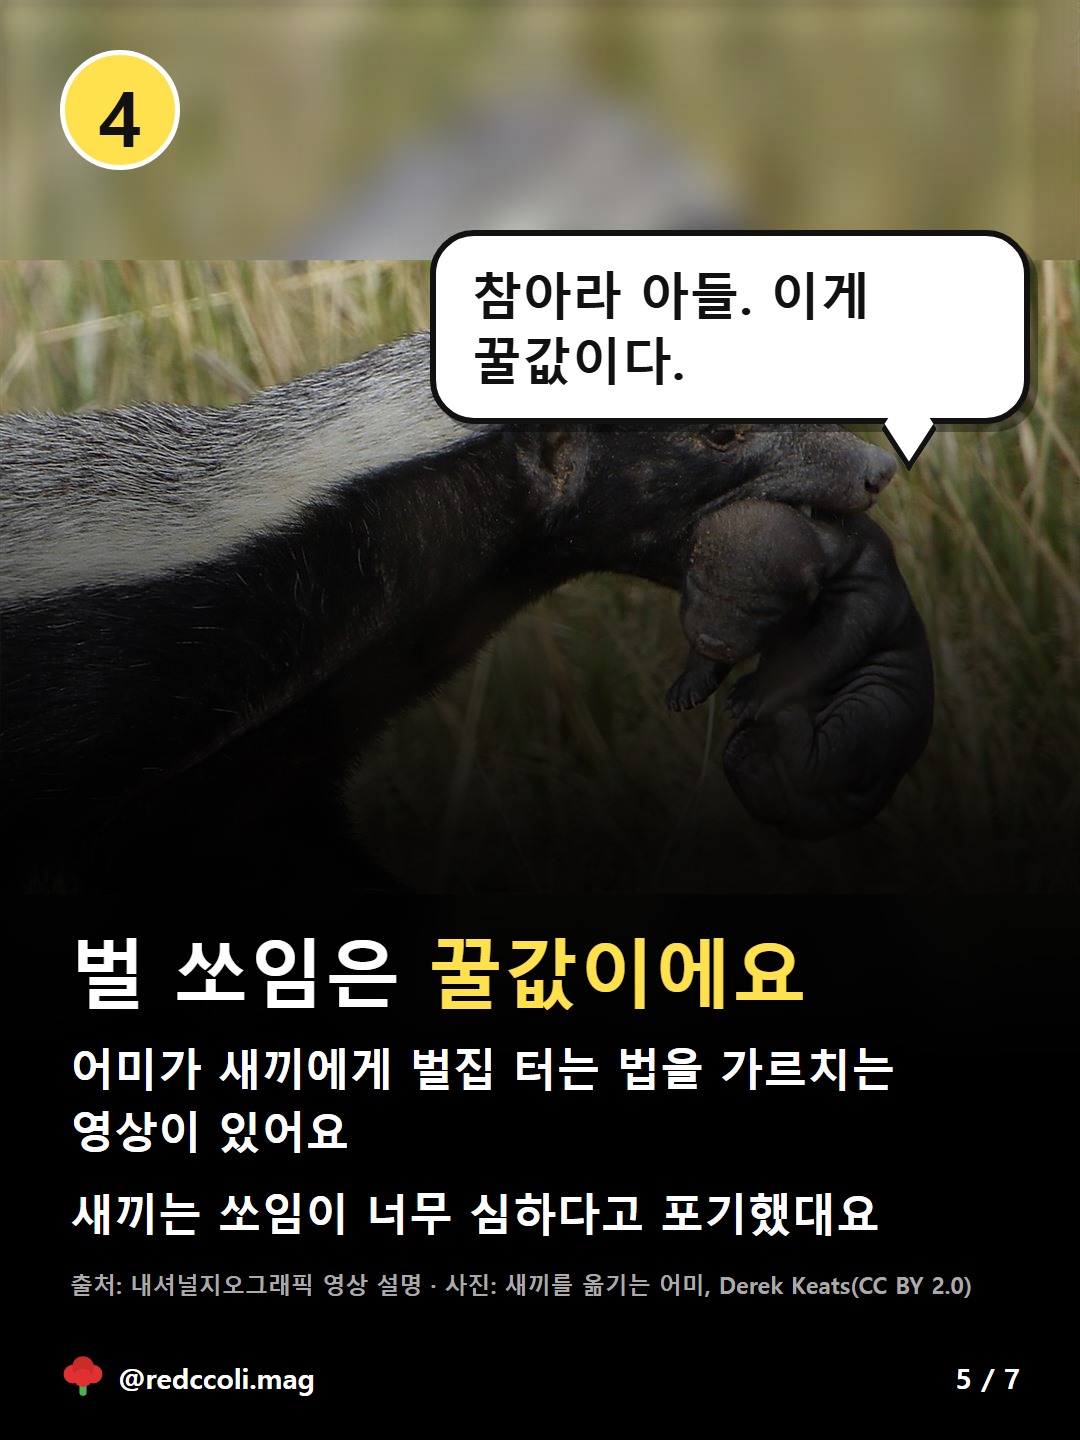 4
참아라 아들. 이게
꿀값이다.
벌 쏘임은 꿀값이에요
어미가 새끼에게 벌집 터는 법을 가르치는
영상이 있어요
새끼는 쏘임이 너무 심하다고 포기했대요
출처: 내셔널지오그래픽 영상 설명 · 사진: 새끼를 옮기는 어미, Derek Keats(CC BY 2.0)
@redccoli.mag
5 / 7